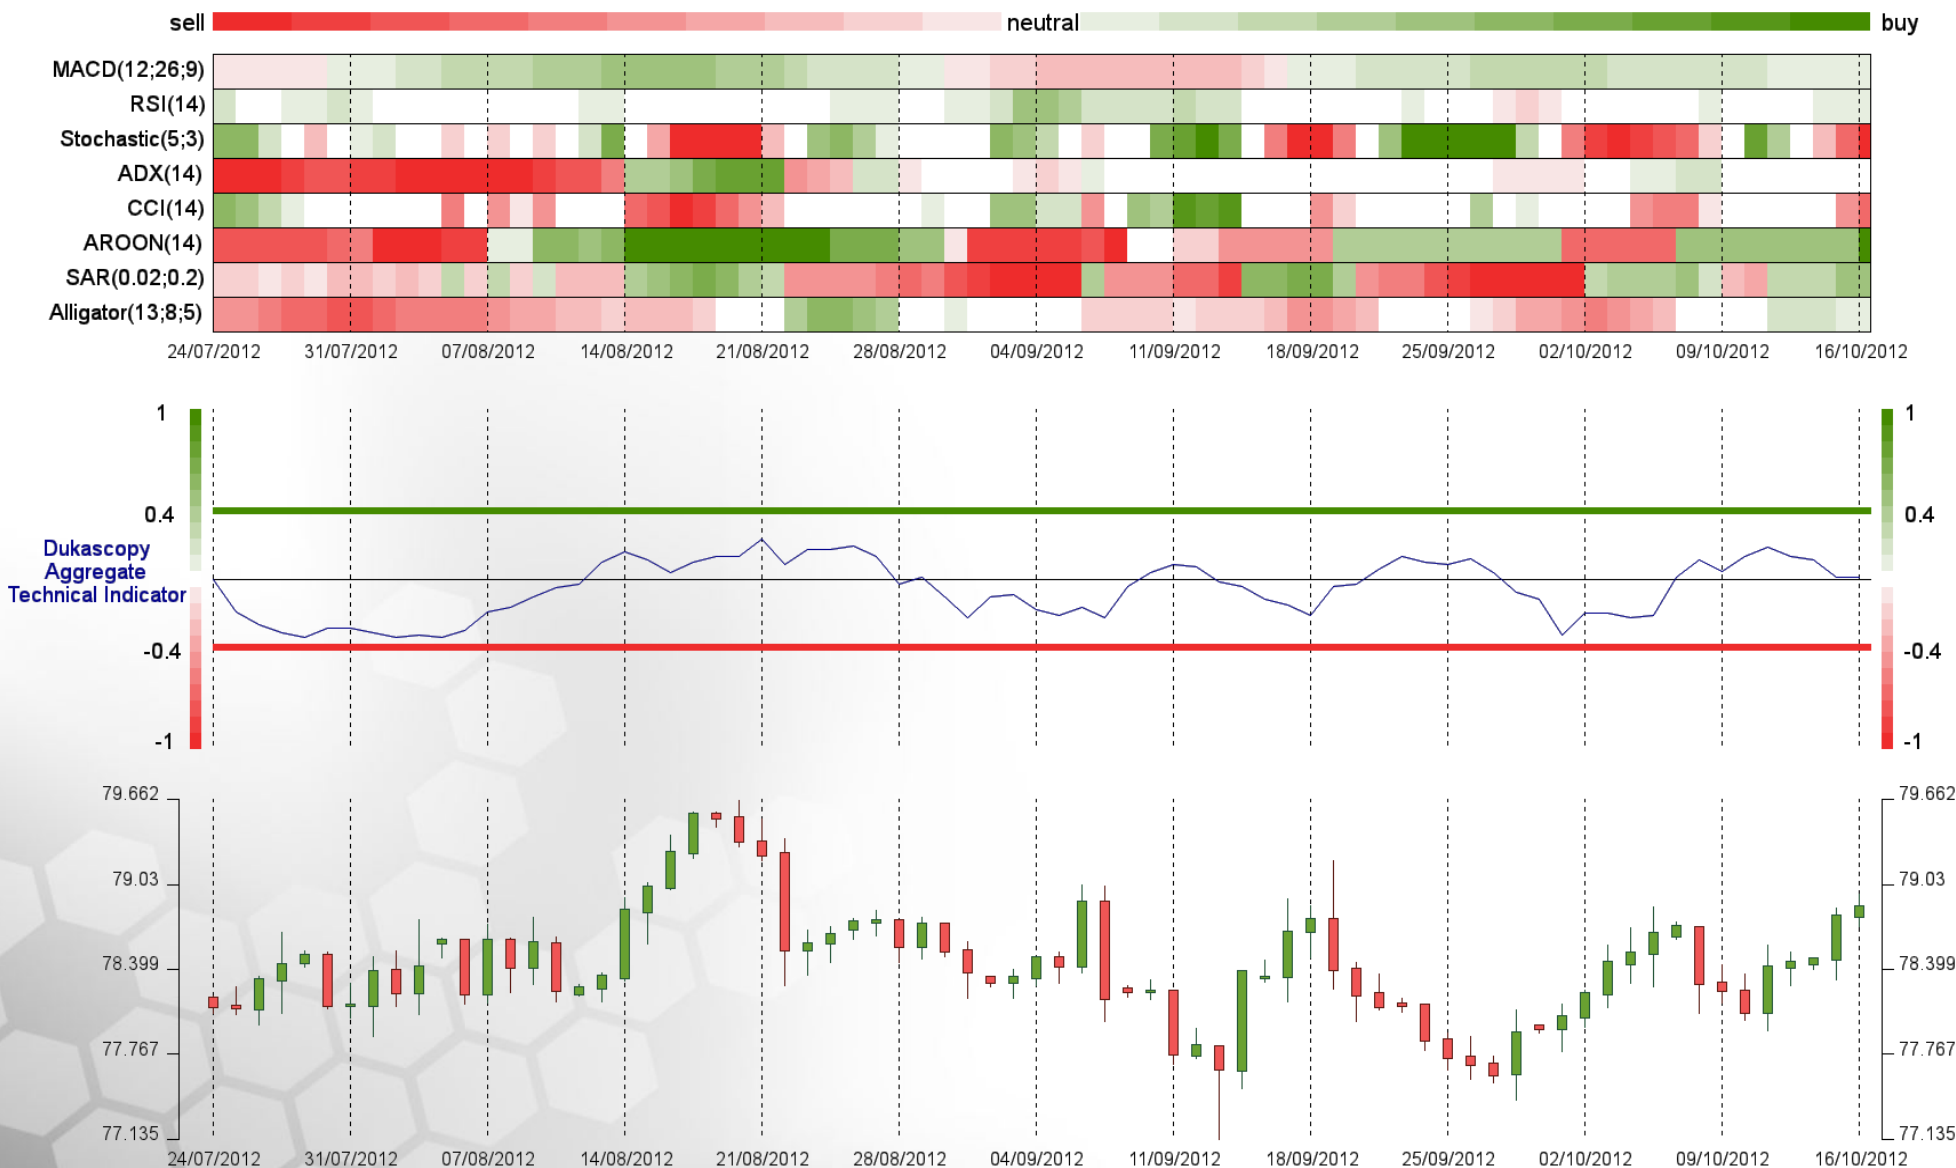 sell neutral buy
MACD(12;26;9)
RSI(14)
Stochastic(5;3)
ADX(14)
CCI(14)
AROON(14)
SAR(0.02;0.2)
Alligator(13;8;5)
24/07/2012 31/07/2012 07/08/2012 14/08/2012 21/08/2012 28/08/2012 04/09/2012 11/09/2012 18/09/2012 25/09/2012 02/10/2012 09/10/2012 16/10/2012
1 1
0.4 0.4
Dukascopy
Aggregate
Technical Indicator
-0.4 -0.4
-1 -1
79.662 79.662
79.03 79.03
78.399 78.399
77.767 77.767
77.135 77.135
24/07/2012 31/07/2012 07/08/2012 14/08/2012 21/08/2012 28/08/2012 04/09/2012 11/09/2012 18/09/2012 25/09/2012 02/10/2012 09/10/2012 16/10/2012